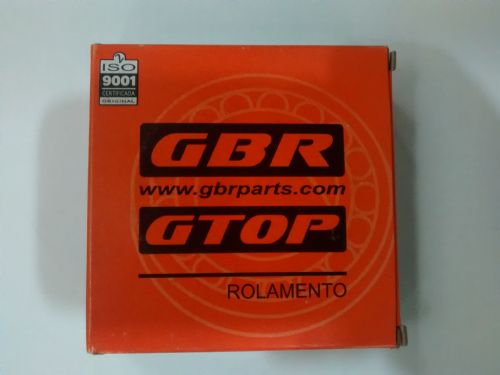 ISO
9001
CERTIFICADA
ORIGINAL
GBR
www.gbrparts.com
GTOP
ROLAMENTO